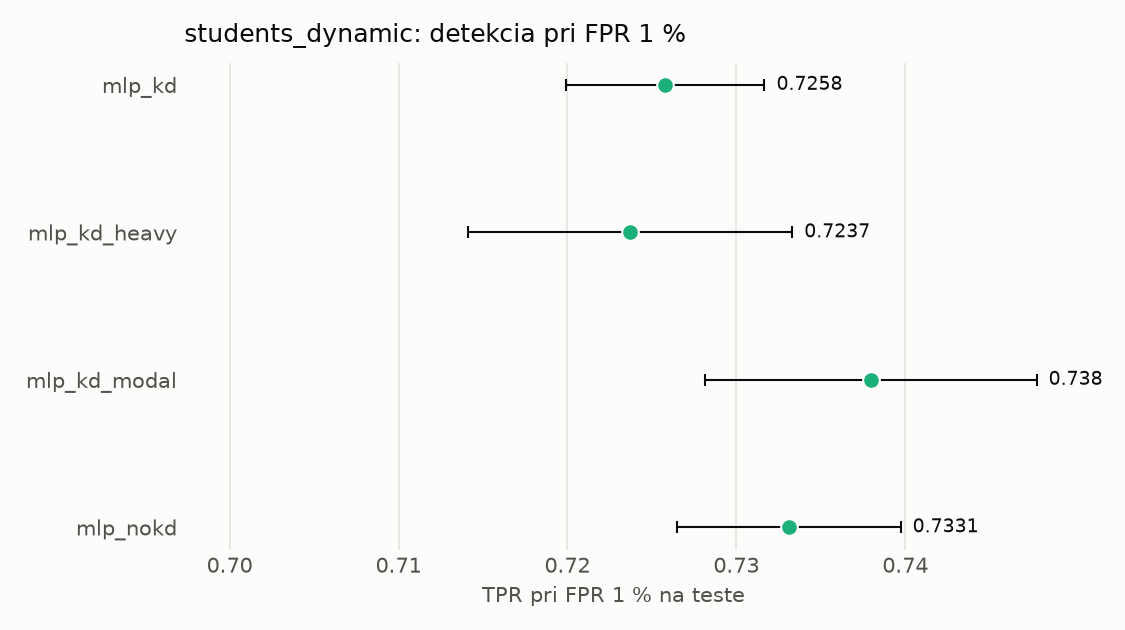 students_dynamic: detekcia pri FPR 1 %
mlp_kd
0.7258
mlp_kd_heavy
0.7237
mlp_kd_modal
0.738
mlp_nokd
0.7331
0.70 0.71 0.72 0.73 0.74
TPR pri FPR 1 % na teste